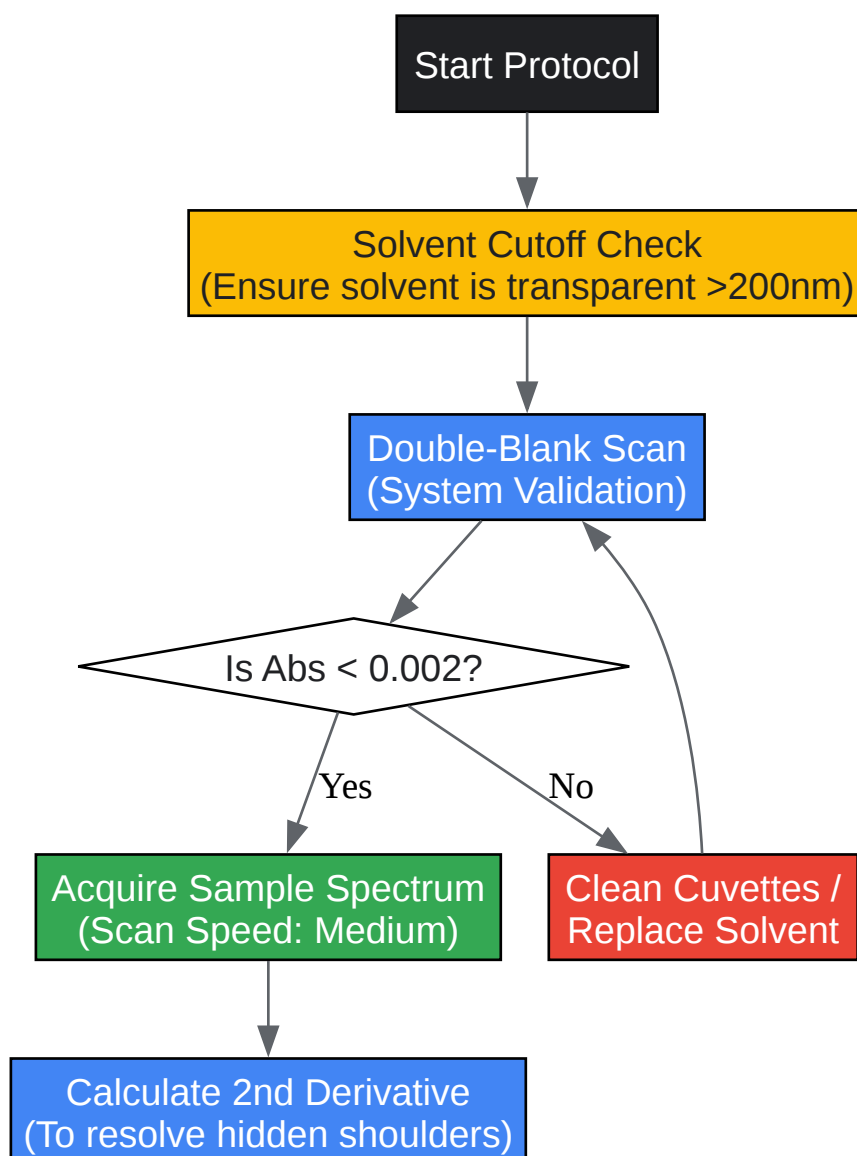 Start Protocol
Solvent Cutoff Check
(Ensure solvent is transparent >200nm)
Double-Blank Scan
(System Validation)
Is Abs < 0.002?
Yes
No
Acquire Sample Spectrum
(Scan Speed: Medium)
Clean Cuvettes /
Replace Solvent
Calculate 2nd Derivative
(To resolve hidden shoulders)